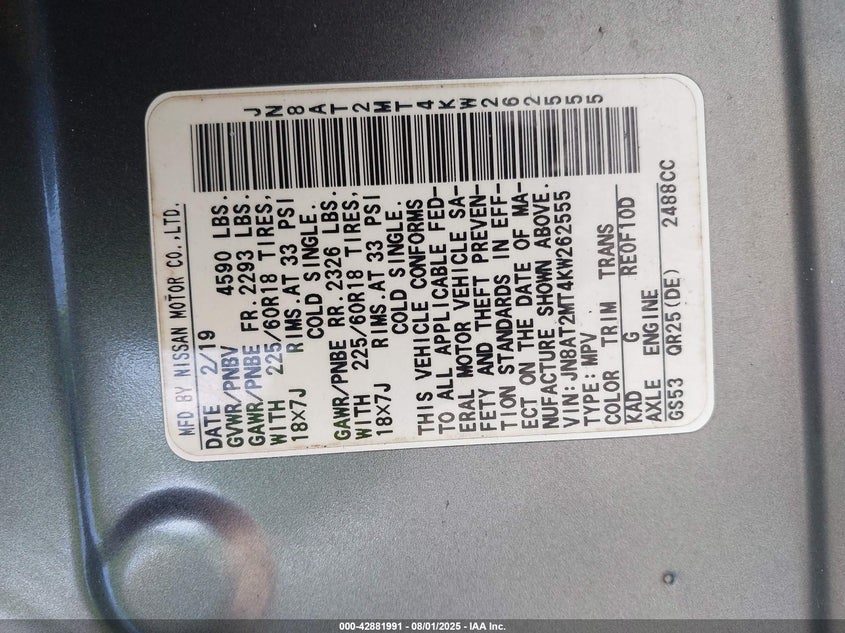 MFD BY NISSAN MOTOR CO.,LTD.
DATE 2/19
GVWR/PNBV 4590 LBS.
GAWR/PNBE FR. 2293 LBS.
WITH 225/60R18 TIRES,
18×7J RIMS.AT 33 PSI
COLD SINGLE.
GAWR/PNBE RR. 2326 LBS.
WITH 225/60R18 TIRES,
18×7J RIMS.AT 33 PSI
COLD SINGLE.
THIS VEHICLE CONFORMS
TO ALL APPLICABLE FED-
ERAL MOTOR VEHICLE SA-
FETY AND THEFT PREVEN-
TION STANDARDS IN EFF-
ECT ON THE DATE OF MA-
NUFACTURE SHOWN ABOVE.
VIN:JN8AT2MT4KW262555
TYPE:MPV
COLOR TRIM TRANS
KAD G RE0F10D
AXLE ENGINE
GS53 QR25(DE) 2488CC
JN8AT2MT4KW262555
000-42881991 - 08/01/2025 - IAA Inc.